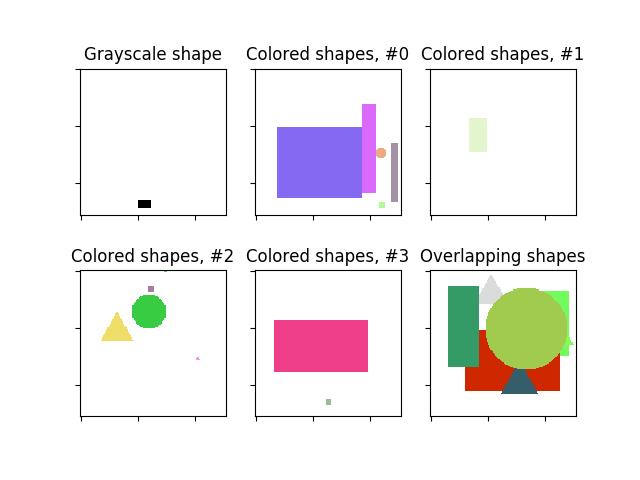 Grayscale shape
Colored shapes, #0
Colored shapes, #1
Colored shapes, #2
Colored shapes, #3
Overlapping shapes